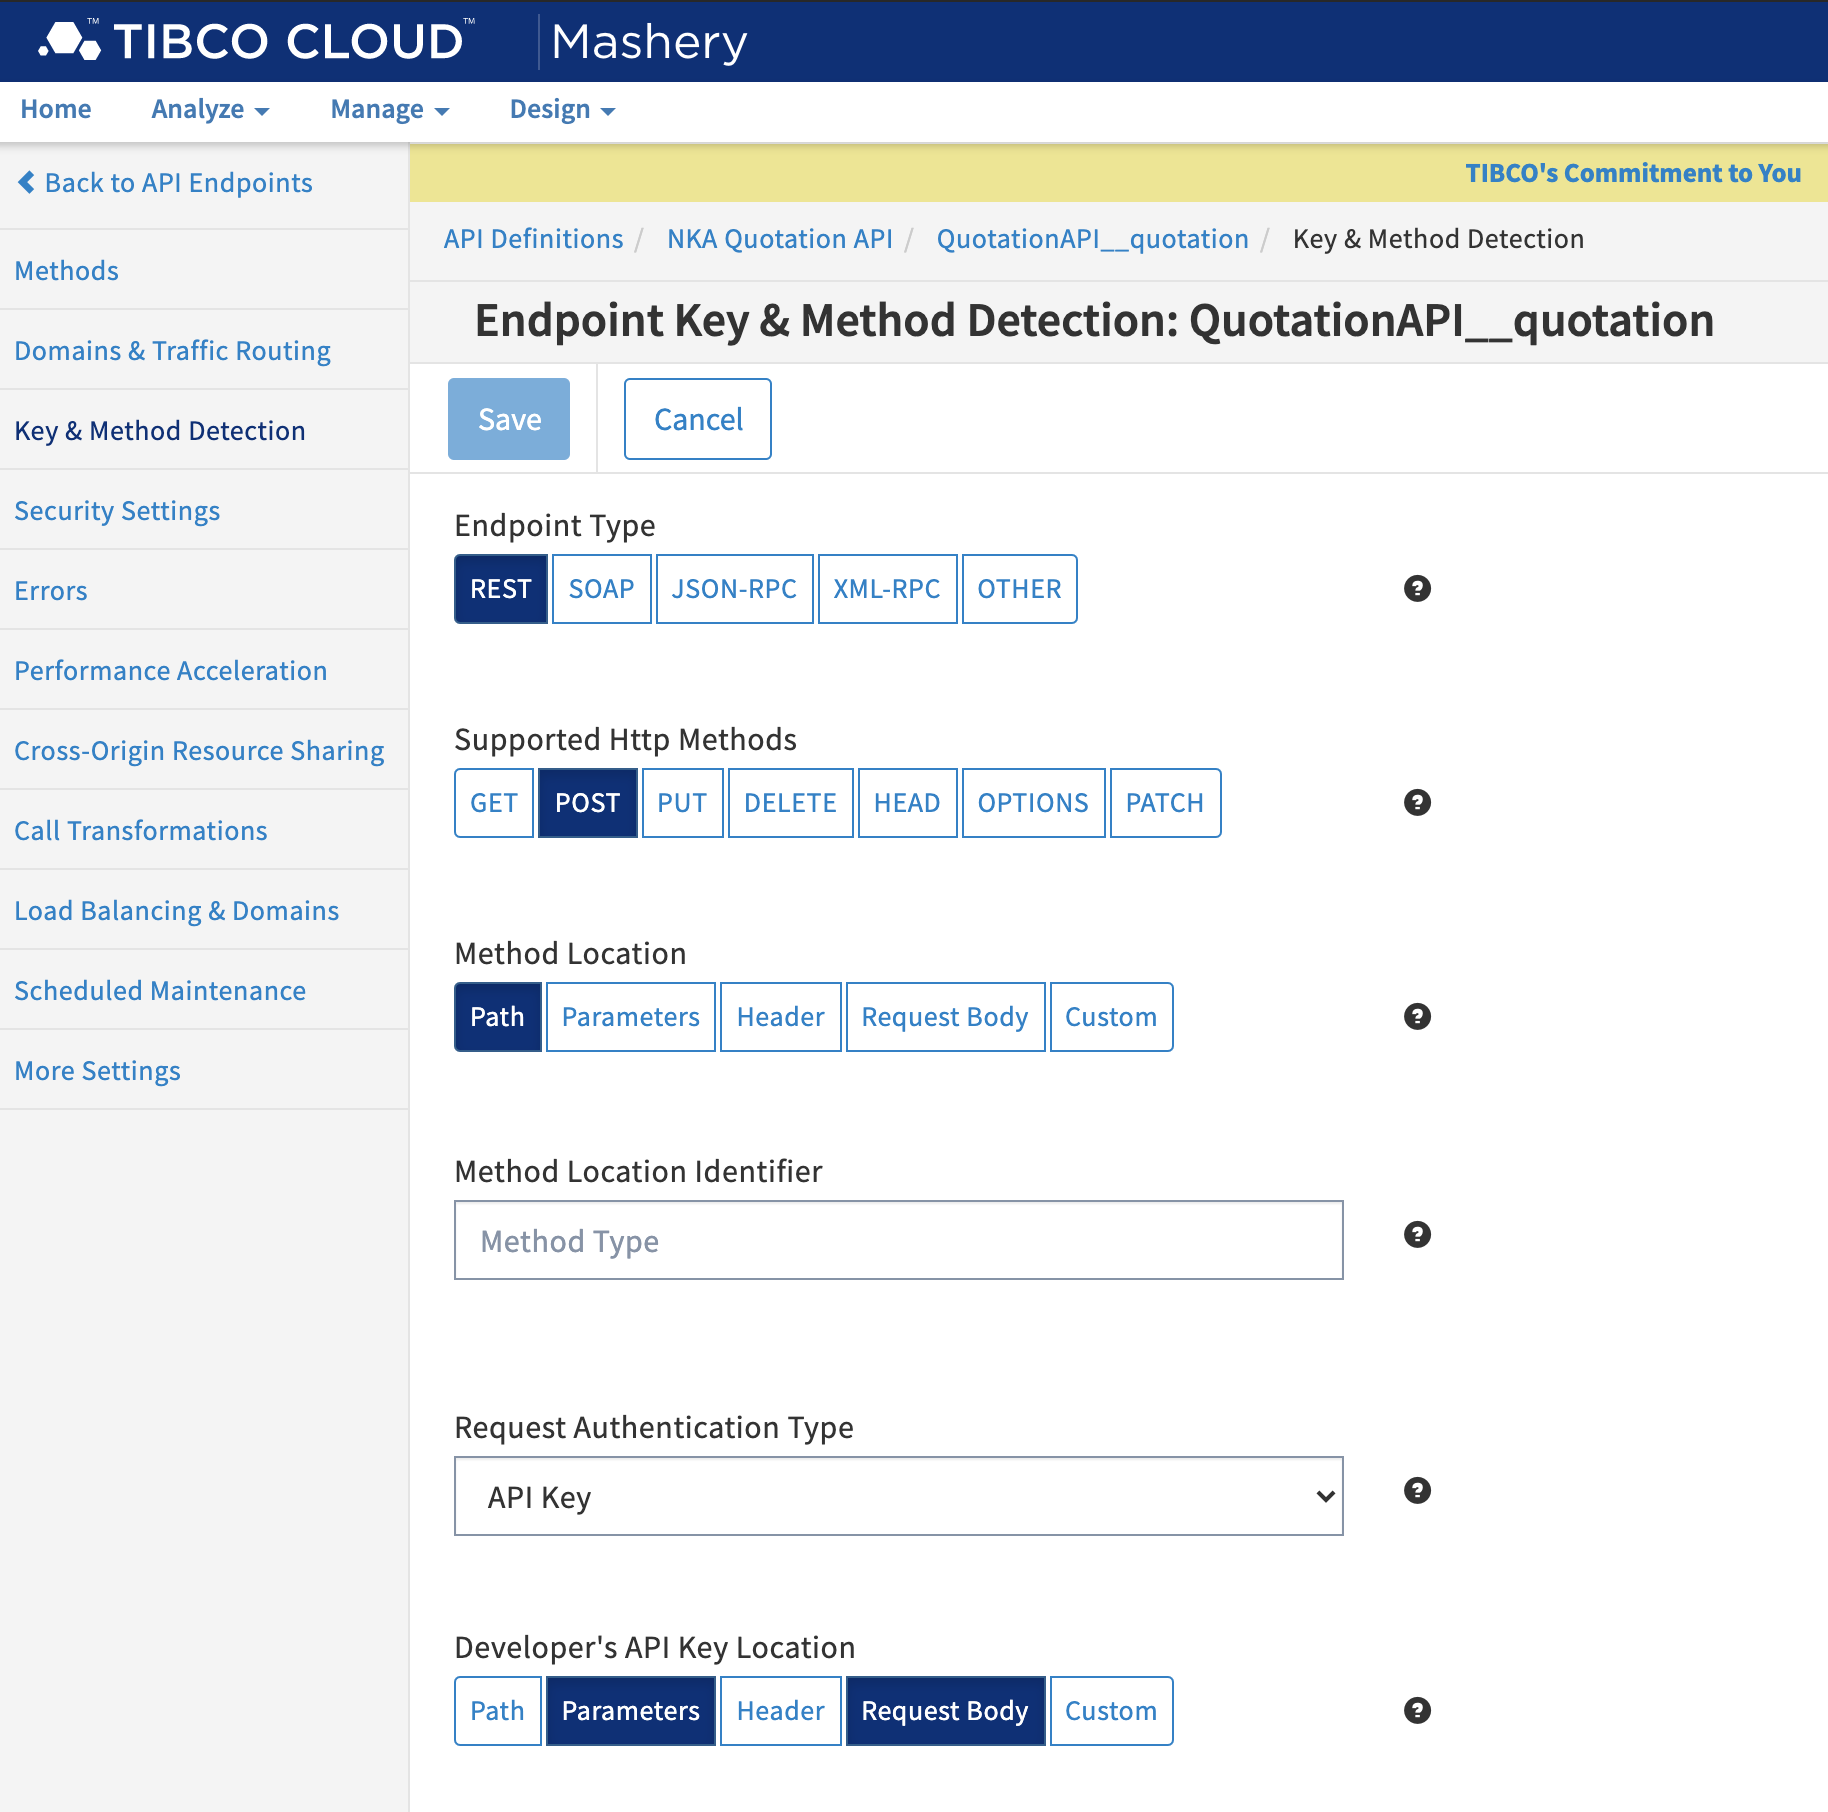 TIBCO CLOUD™ Mashery
Home Analyze Manage Design
Back to API Endpoints
Methods
Domains & Traffic Routing
Key & Method Detection
Security Settings
Errors
Performance Acceleration
Cross-Origin Resource Sharing
Call Transformations
Load Balancing & Domains
Scheduled Maintenance
More Settings
TIBCO's Commitment to You
API Definitions / NKA Quotation API / QuotationAPI__quotation / Key & Method Detection
Endpoint Key & Method Detection: QuotationAPI__quotation
Save Cancel
Endpoint Type
REST SOAP JSON-RPC XML-RPC OTHER
Supported Http Methods
GET POST PUT DELETE HEAD OPTIONS PATCH
Method Location
Path Parameters Header Request Body Custom
Method Location Identifier
Method Type
Request Authentication Type
API Key
Developer's API Key Location
Path Parameters Header Request Body Custom